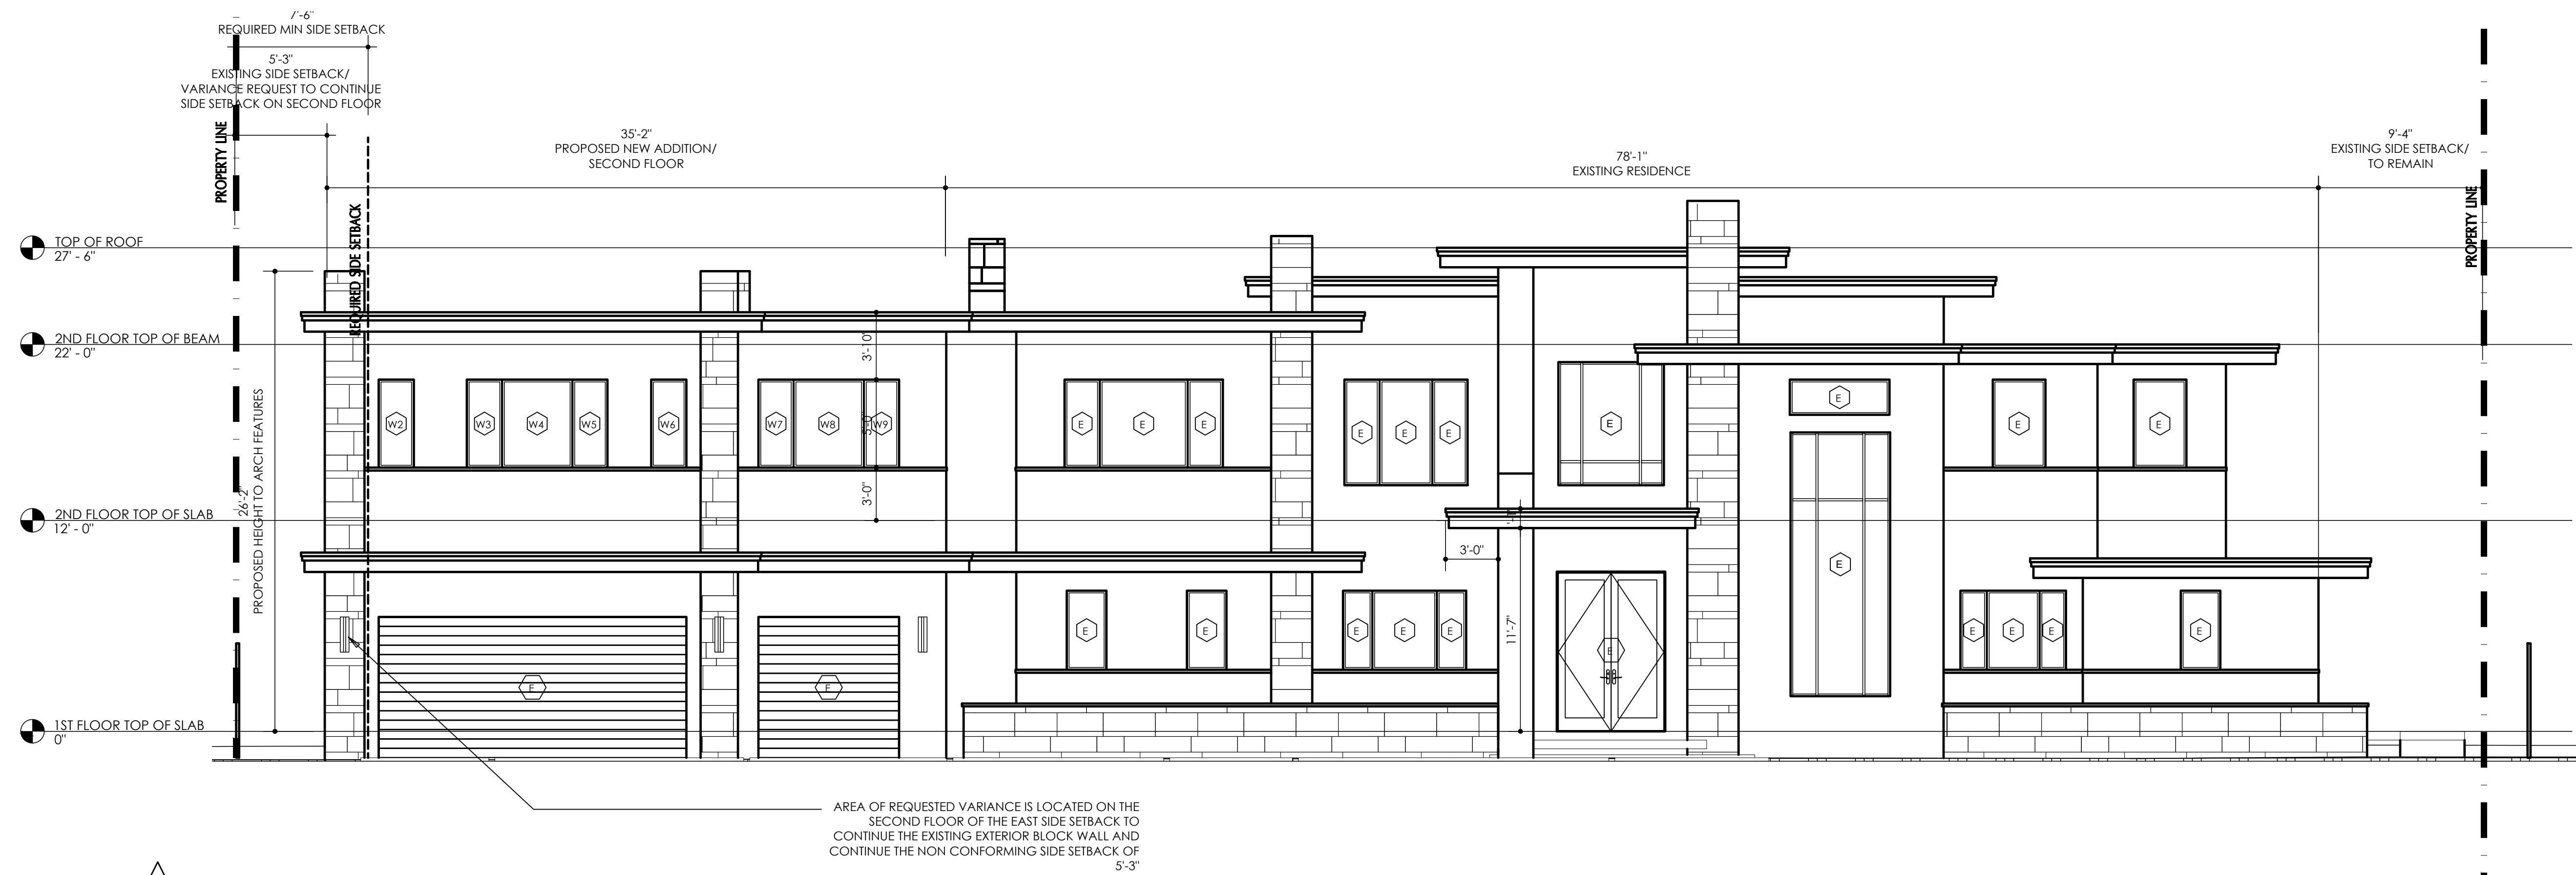 7'-6"
REQUIRED MIN SIDE SETBACK
5'-3"
EXISTING SIDE SETBACK/
VARIANCE REQUEST TO CONTINUE
SIDE SETBACK ON SECOND FLOOR
PROPERTY LINE
35'-2"
PROPOSED NEW ADDITION/
SECOND FLOOR
78'-1"
EXISTING RESIDENCE
9'-4"
EXISTING SIDE SETBACK/
TO REMAIN
PROPERTY LINE
REQUIRED SIDE SETBACK
TOP OF ROOF
27' - 6"
2ND FLOOR TOP OF BEAM
22' - 0"
26'-2"
PROPOSED HEIGHT TO ARCH FEATURES
3'-10"
W2
W3
W4
W5
W6
W7
W8
W9
5'-0"
E
E
E
E
E
E
E
E
E
E
3'-0"
2ND FLOOR TOP OF SLAB
12' - 0"
3'-0"
11'-7"
E
E
E
E
E
E
E
E
E
E
E
E
F
F
1ST FLOOR TOP OF SLAB
0"
AREA OF REQUESTED VARIANCE IS LOCATED ON THE
SECOND FLOOR OF THE EAST SIDE SETBACK TO
CONTINUE THE EXISTING EXTERIOR BLOCK WALL AND
CONTINUE THE NON CONFORMING SIDE SETBACK OF
5'-3"